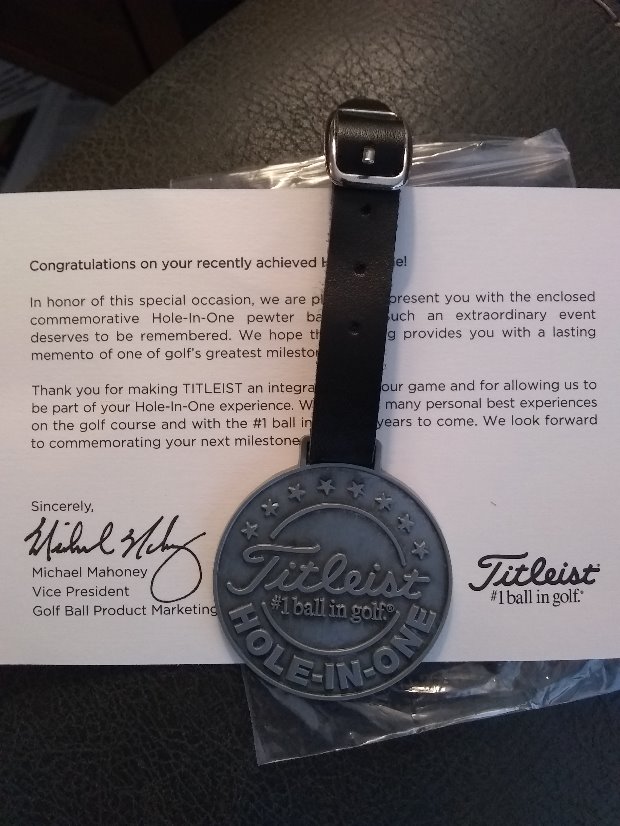 Congratulations on your recently achieved H e!
In honor of this special occasion, we are pl present you with the enclosed
commemorative Hole-In-One pewter ba Such an extraordinary event
deserves to be remembered. We hope th g provides you with a lasting
memento of one of golf's greatest mileston
Thank you for making TITLEIST an integra our game and for allowing us to
be part of your Hole-In-One experience. W many personal best experiences
on the golf course and with the #1 ball in years to come. We look forward
to commemorating your next milestone
Sincerely,
Michael Mahoney
Michael Mahoney
Vice President
Golf Ball Product Marketing
Titleist
#1 ball in golf.®
HOLE-IN-ONE
Titleist®
#1 ball in golf.®